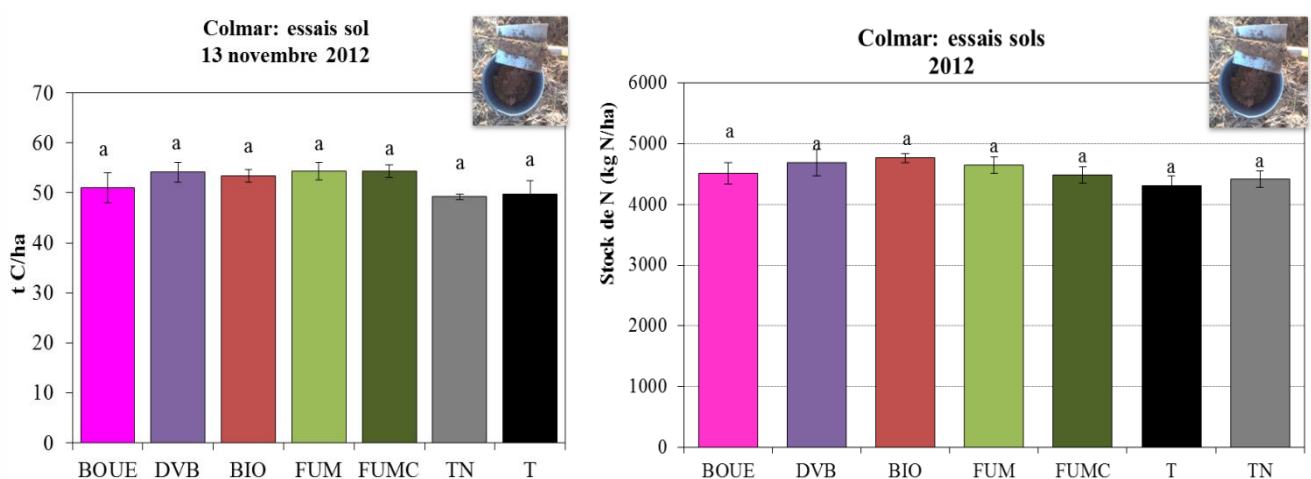 Colmar: essais sol
13 novembre 2012
70
60
50
40
30
20
10
0
t C/ha
a a a a a a a
BOUE DVB BIO FUM FUMC TN T
Colmar: essais sols
2012
6000
5000
4000
3000
2000
1000
0
Stock de N (kg N/ha)
a a a a a a a
BOUE DVB BIO FUM FUMC T TN